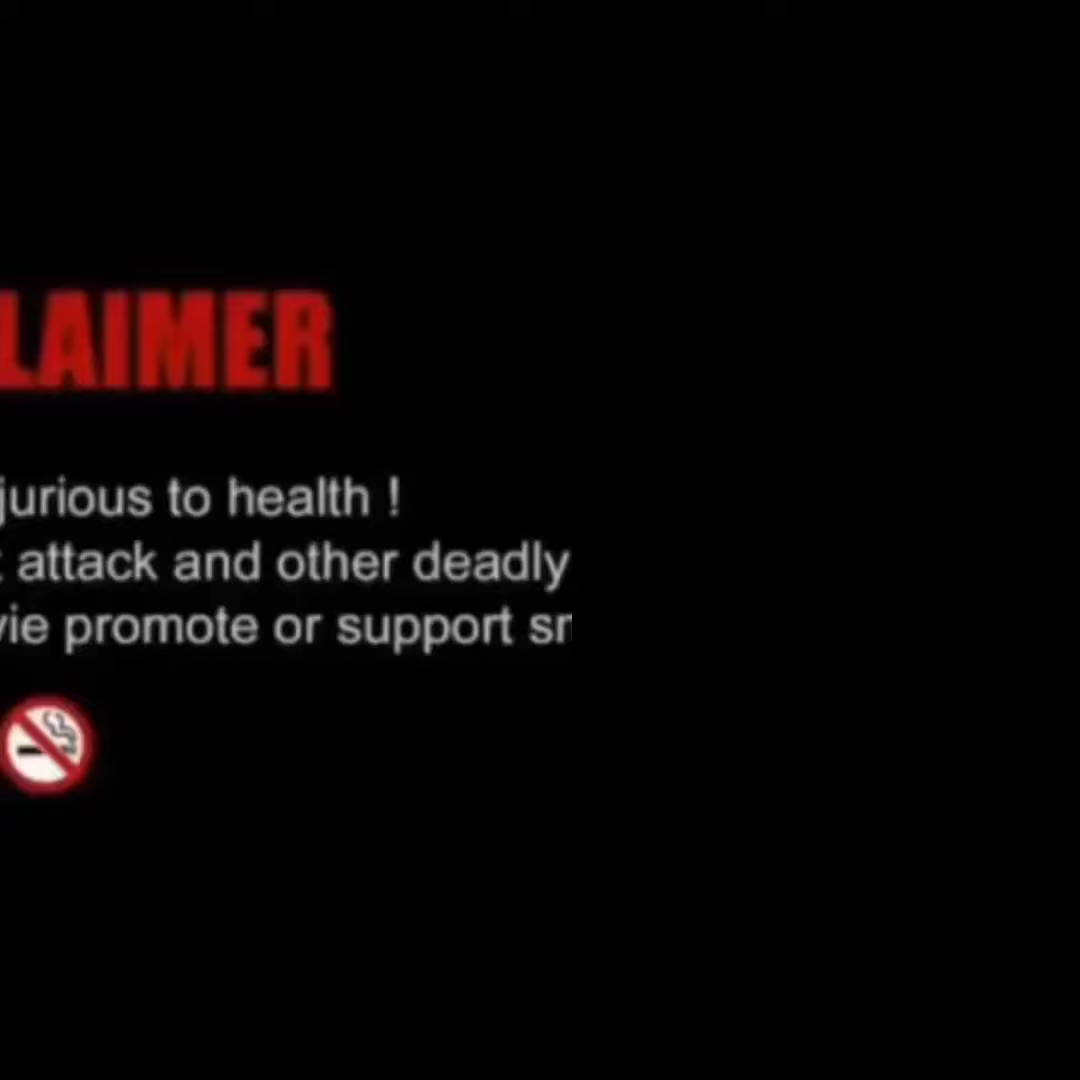 LAIMER
jurious to health !
attack and other deadly
vie promote or support sr